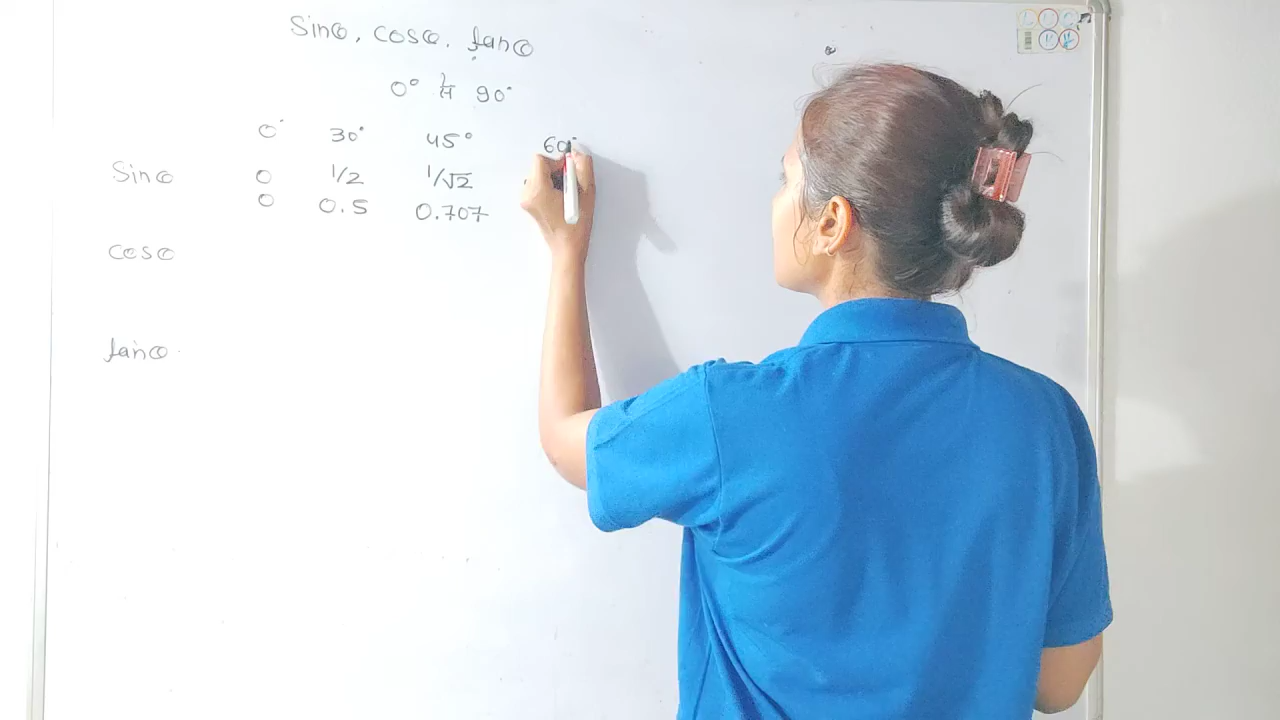 Sinθ, cosθ, tanθ
0° से 90°
0° 30° 45° 60°
Sinθ 0 1/2 1/√2
0 0.5 0.707
cosθ
tanθ